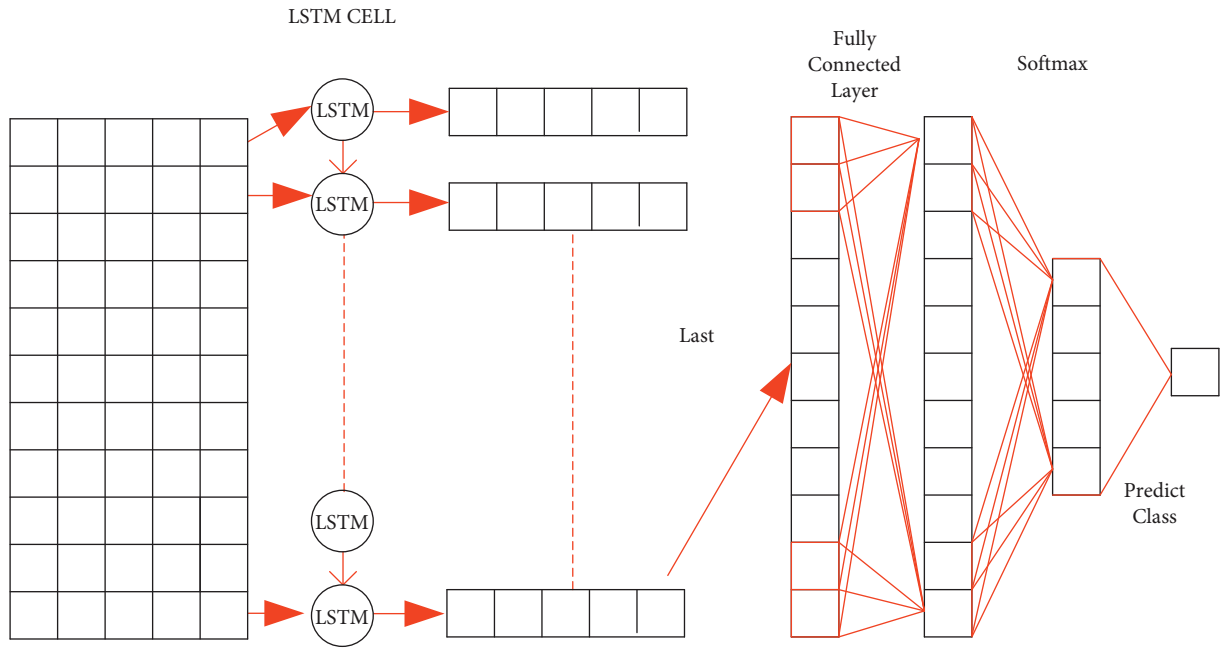 LSTM CELL
LSTM
LSTM
LSTM
LSTM
Last
Fully
Connected
Layer
Softmax
Predict
Class